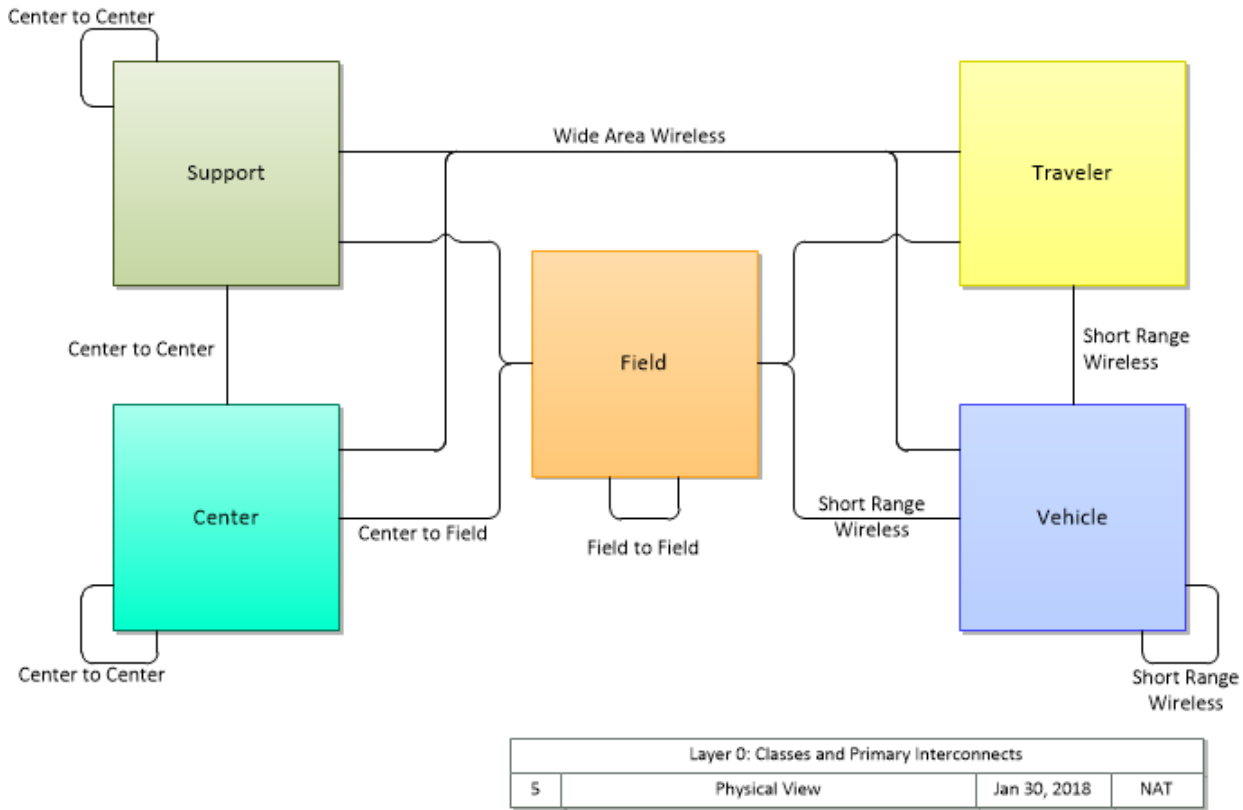 Center to Center
Wide Area Wireless
Support
Traveler
Center to Center
Field
Short Range
Wireless
Center
Center to Field
Field to Field
Short Range
Wireless
Vehicle
Center to Center
Short Range
Wireless
Layer 0: Classes and Primary Interconnects
5 Physical View Jan 30, 2018 NAT